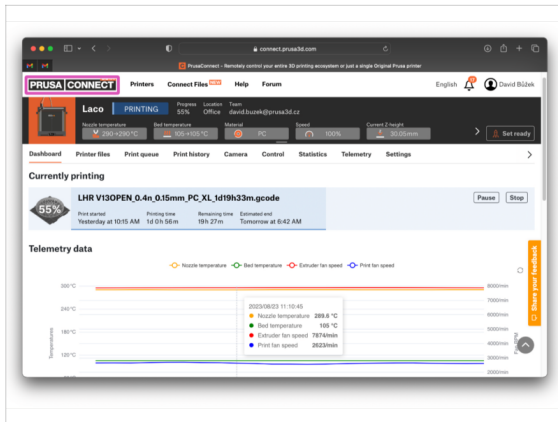 connect.prusa3d.com
PrusaConnect - Remotely control your entire 3D printing ecosystem or just a single Original Prusa printer
PRUSA CONNECT Printers Connect Files NEW Help Forum English David Bůžek
Laco PRINTING Progress 55% Location Office Team david.buzek@prusa3d.cz
Nozzle temperature Bed temperature Material Speed Current Z-height
290→290°C 105→105°C PC 100% 30.05mm Set ready
Dashboard Printer files Print queue Print history Camera Control Statistics Telemetry Settings
Currently printing
55% LHR V13OPEN_0.4n_0.15mm_PC_XL_1d19h33m.gcode Pause Stop
Print started Printing time Remaining time Estimated end
Yesterday at 10:15 AM 1d 0h 56m 19h 27m Tomorrow at 6:42 AM
Telemetry data
Nozzle temperature Bed temperature Extruder fan speed Print fan speed
300°C 8000/min
7000/min
2023/08/23 11:10:45
240°C Nozzle temperature 289.6 °C 6000/min
Bed temperature 105 °C
180°C Extruder fan speed 7874/min 5000/min
Print fan speed 2623/min 4000/min
120°C 3000/min
2000/min
Temperatures
Share your feedback